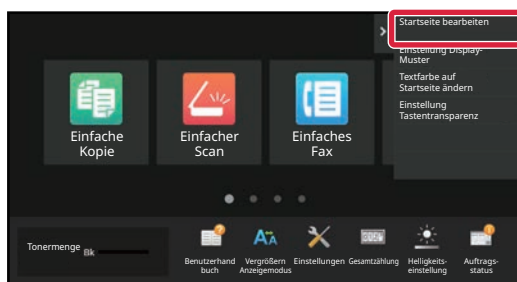 Startseite bearbeiten
Einstellung Display-
Muster
Textfarbe auf
Startseite ändern
Einstellung
Tastentransparenz
Einfache
Kopie
Einfacher
Scan
Einfaches
Fax
Tonermenge
Bk
Benutzerhand
buch
Vergrößern
Anzeigemodus
Einstellungen
Gesamtzählung
Helligkeits-
einstellung
Auftrags-
status